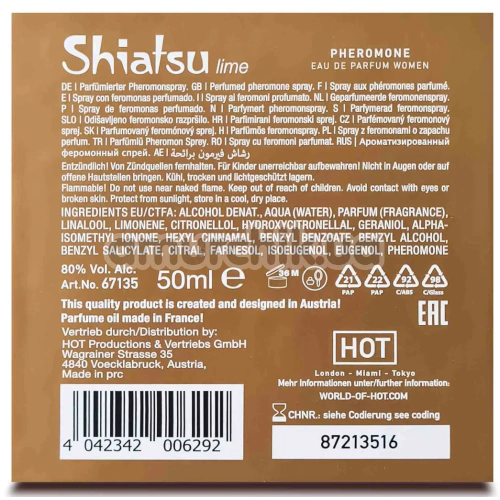 Shiatsu lime
PHEROMONE
EAU DE PARFUM WOMEN
DE | Parfümierter Pheromonspray. GB | Perfumed pheromone spray. F | Spray aux phéromones parfumé.
E | Spray con feromonas perfumado. I | Spray ai feromoni profumato. NL | Geparfumeerde feromonenspray.
P | Spray de feromonas perfumado. N | Parfymert pheromonspray. S | Parfymerad feromonspray.
SLO | Odišavljeno feromonsko razpršilo. HR | Parfimirani feromonski sprej. CZ | Parfémovaný feromonový
sprej. SK | Parfumovaný feromónový sprej. H | Parfümös feromonspray. PL | Spray z feromonami o zapachu
perfum. TR | Parfümlü Pheromon Sprey. RO | Spray cu feromoni parfumat. RUS | Ароматизированный
феромонный спрей. AE | رشاش فيرمون برائحة
Entzündlich! Von Zündquellen fernhalten. Für Kinder unerreichbar aufbewahren! Nicht in Augen oder auf
offene Hautstellen bringen. Kühl, trocken und lichtgeschützt lagern.
Flammable! Do not use near naked flame. Keep out of reach of children. Avoid contact with eyes or
broken skin. Protect from sunlight, store in a cool, dry place.
INGREDIENTS EU/CTFA: ALCOHOL DENAT., AQUA (WATER), PARFUM (FRAGRANCE),
LINALOOL, LIMONENE, CITRONELLOL, HYDROXYCITRONELLAL, GERANIOL, ALPHA-
ISOMETHYL IONONE, HEXYL CINNAMAL, BENZYL BENZOATE, BENZYL ALCOHOL,
BENZYL SALICYLATE, CITRAL, FARNESOL, ISOEUGENOL, EUGENOL, PHEROMONE
80% Vol. Alc.
Art.No. 67135
50ml e
36 M
21 PAP
22 PAP
92 C/ABS
98 C/Glass
This quality product is created and designed in Austria!
Parfume oil made in France!
Vertrieb durch/Distribution by:
HOT Productions & Vertriebs GmbH
Wagrainer Strasse 35
4840 Voecklabruck, Austria,
Made in prc
EAC
HOT
London - Miami - Tokyo
Mehr Informationen unter/further information:
WORLD-OF-HOT.COM
CHNR.: siehe Codierung see coding
87213516
4 042342 006292